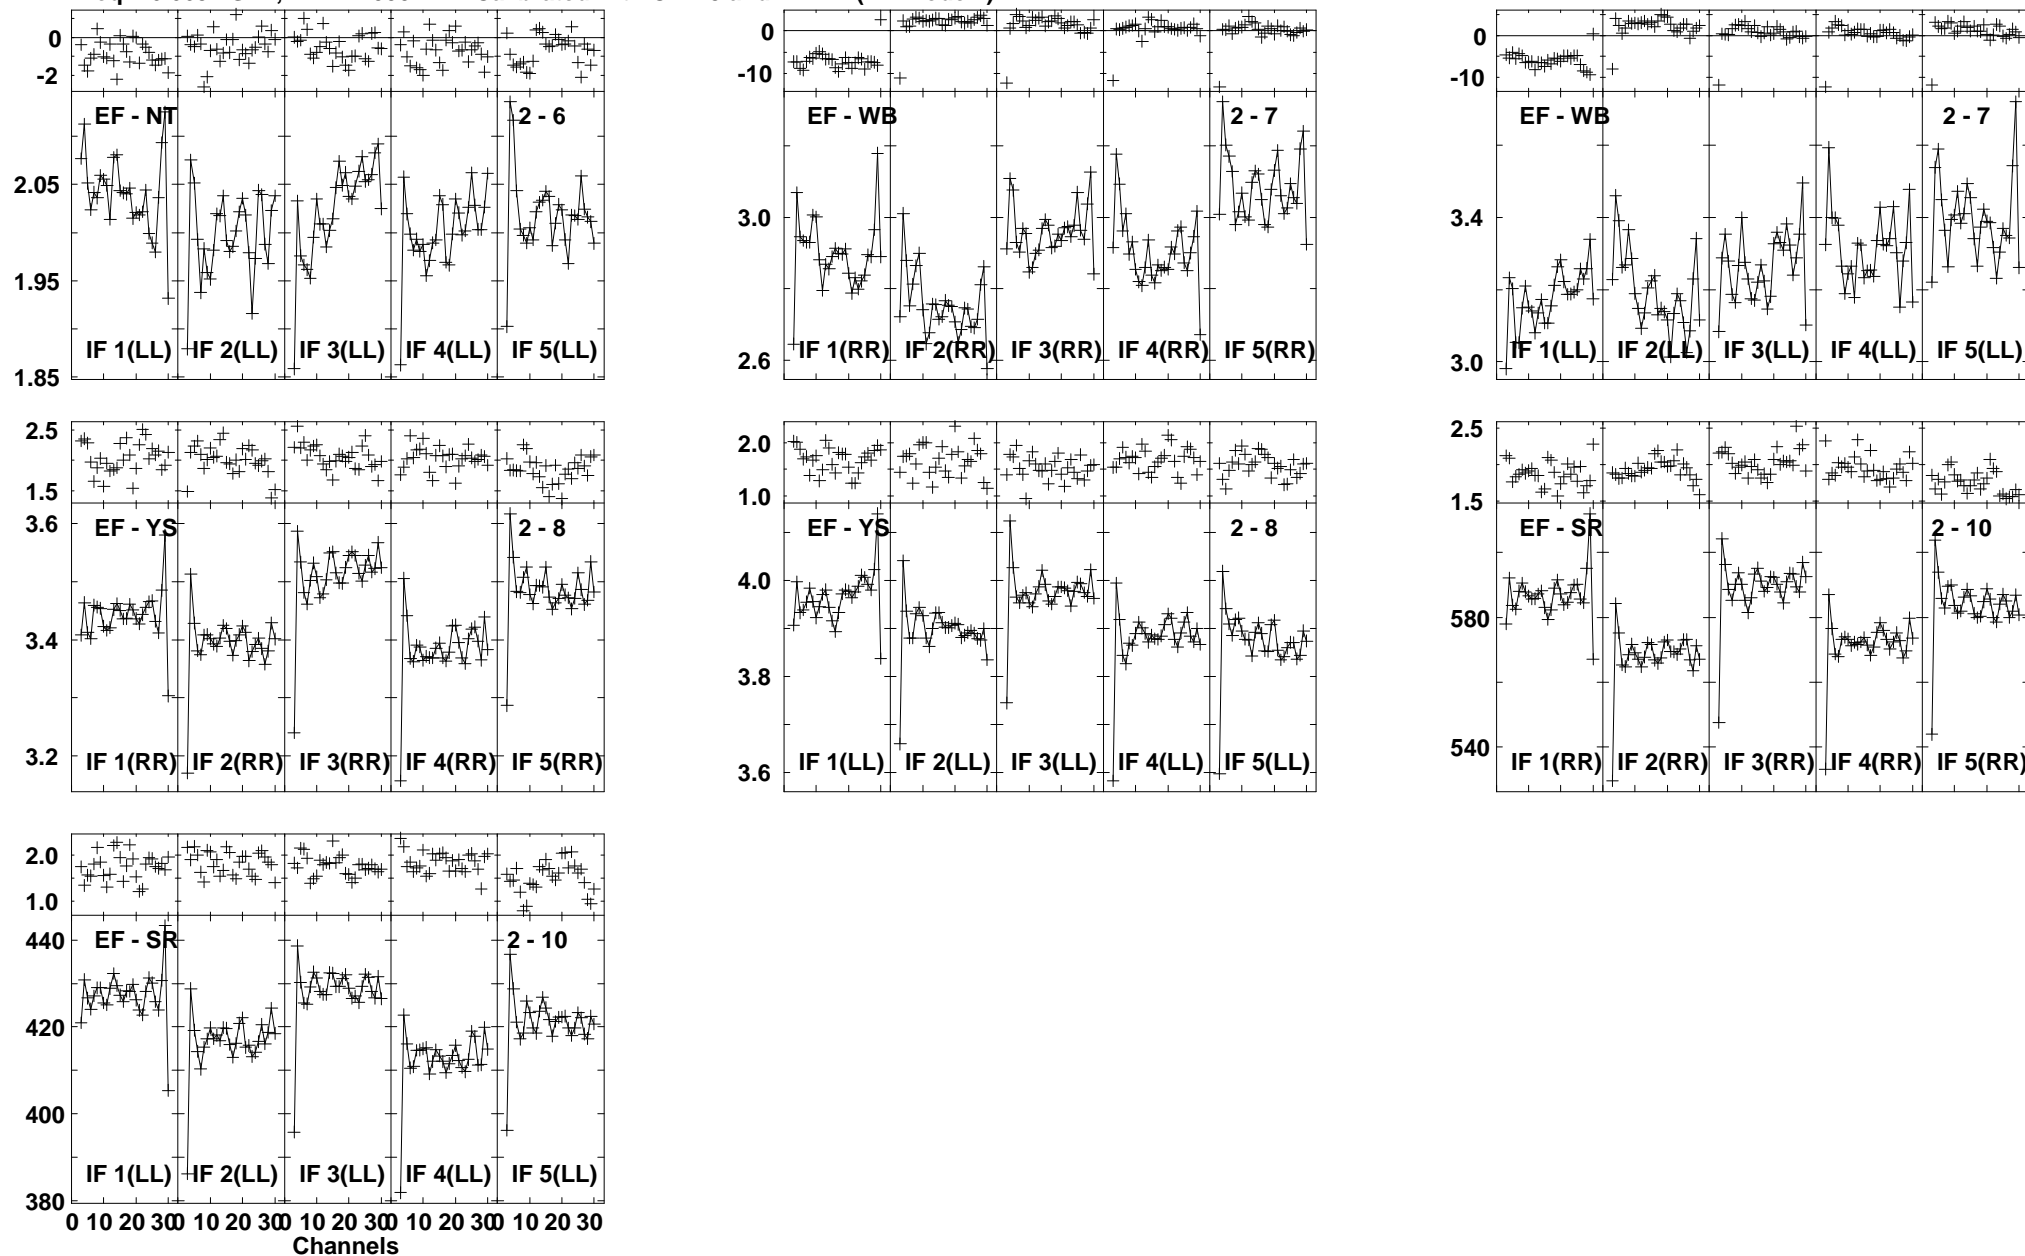 0
-2
EF - NT
2 - 6
2.05
1.95
1.85
IF 1(LL) IF 2(LL) IF 3(LL) IF 4(LL) IF 5(LL)
0
-10
EF - WB
2 - 7
3.0
2.6
IF 1(RR) IF 2(RR) IF 3(RR) IF 4(RR) IF 5(RR)
0
-10
EF - WB
2 - 7
3.4
3.0
IF 1(LL) IF 2(LL) IF 3(LL) IF 4(LL) IF 5(LL)
2.5
1.5
EF - YS
2 - 8
3.6
3.4
3.2
IF 1(RR) IF 2(RR) IF 3(RR) IF 4(RR) IF 5(RR)
2.0
1.0
EF - YS
2 - 8
4.0
3.8
3.6
IF 1(LL) IF 2(LL) IF 3(LL) IF 4(LL) IF 5(LL)
2.5
1.5
EF - SR
2 - 10
580
540
IF 1(RR) IF 2(RR) IF 3(RR) IF 4(RR) IF 5(RR)
2.0
1.0
EF - SR
2 - 10
440
420
400
380
IF 1(LL) IF 2(LL) IF 3(LL) IF 4(LL) IF 5(LL)
0 10 20 30 0 10 20 30 0 10 20 30 0 10 20 30 0 10 20 30
Channels